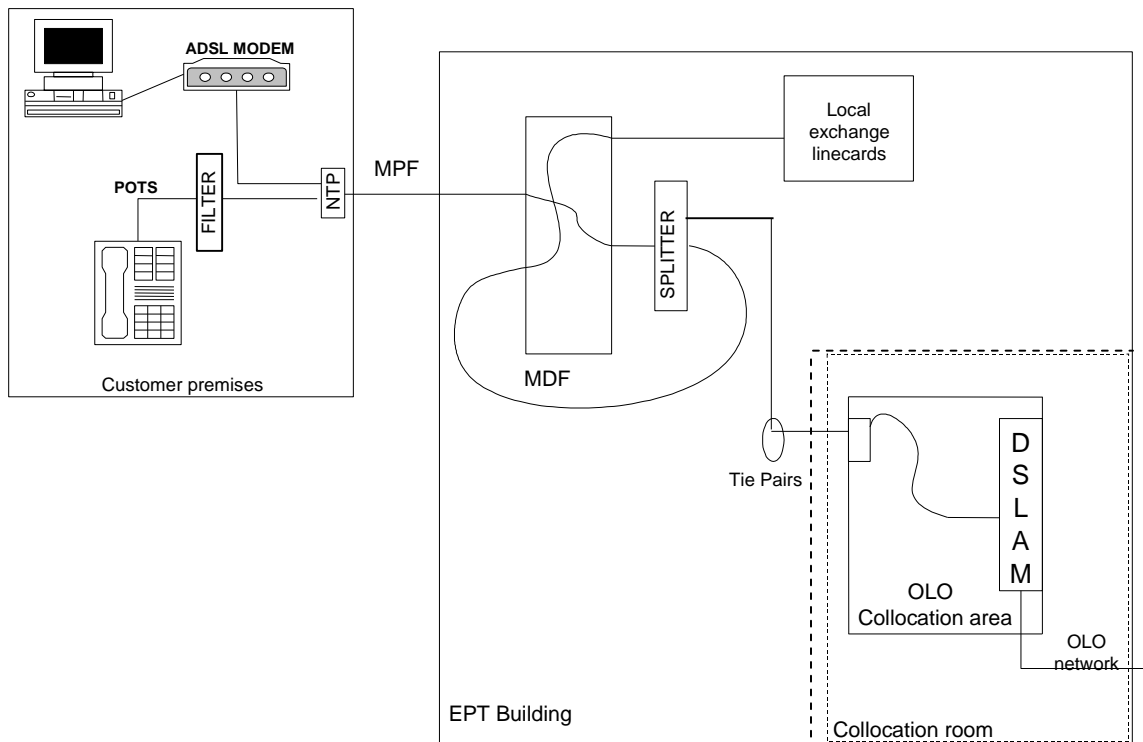 ADSL MODEM
POTS
FILTER
NTP
Customer premises
MPF
MDF
SPLITTER
Local
exchange
linecards
Tie Pairs
DSLAM
OLO
Collocation area
OLO
network
EPT Building
Collocation room